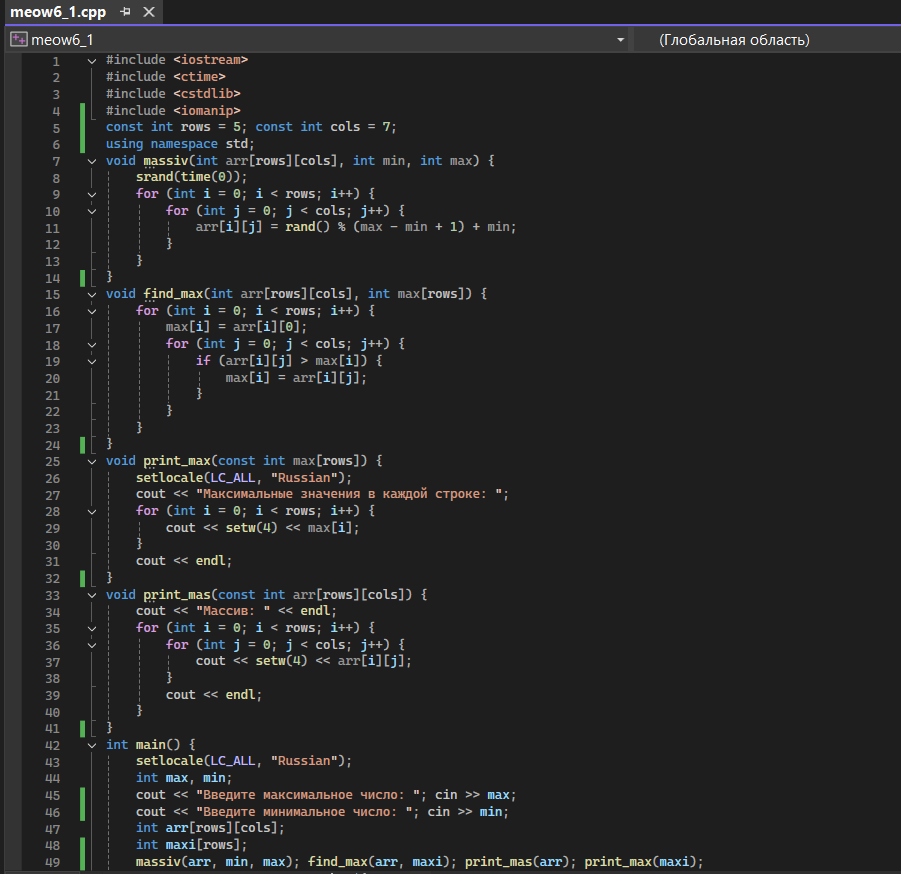 meow6_1.cpp
meow6_1 (Глобальная область)
1 #include <iostream>
2 #include <ctime>
3 #include <cstdlib>
4 #include <iomanip>
5 const int rows = 5; const int cols = 7;
6 using namespace std;
7 void massiv(int arr[rows][cols], int min, int max) {
8 srand(time(0));
9 for (int i = 0; i < rows; i++) {
10 for (int j = 0; j < cols; j++) {
11 arr[i][j] = rand() % (max - min + 1) + min;
12 }
13 }
14 }
15 void find_max(int arr[rows][cols], int max[rows]) {
16 for (int i = 0; i < rows; i++) {
17 max[i] = arr[i][0];
18 for (int j = 0; j < cols; j++) {
19 if (arr[i][j] > max[i]) {
20 max[i] = arr[i][j];
21 }
22 }
23 }
24 }
25 void print_max(const int max[rows]) {
26 setlocale(LC_ALL, "Russian");
27 cout << "Максимальные значения в каждой строке: ";
28 for (int i = 0; i < rows; i++) {
29 cout << setw(4) << max[i];
30 }
31 cout << endl;
32 }
33 void print_mas(const int arr[rows][cols]) {
34 cout << "Массив: " << endl;
35 for (int i = 0; i < rows; i++) {
36 for (int j = 0; j < cols; j++) {
37 cout << setw(4) << arr[i][j];
38 }
39 cout << endl;
40 }
41 }
42 int main() {
43 setlocale(LC_ALL, "Russian");
44 int max, min;
45 cout << "Введите максимальное число: "; cin >> max;
46 cout << "Введите минимальное число: "; cin >> min;
47 int arr[rows][cols];
48 int maxi[rows];
49 massiv(arr, min, max); find_max(arr, maxi); print_mas(arr); print_max(maxi);